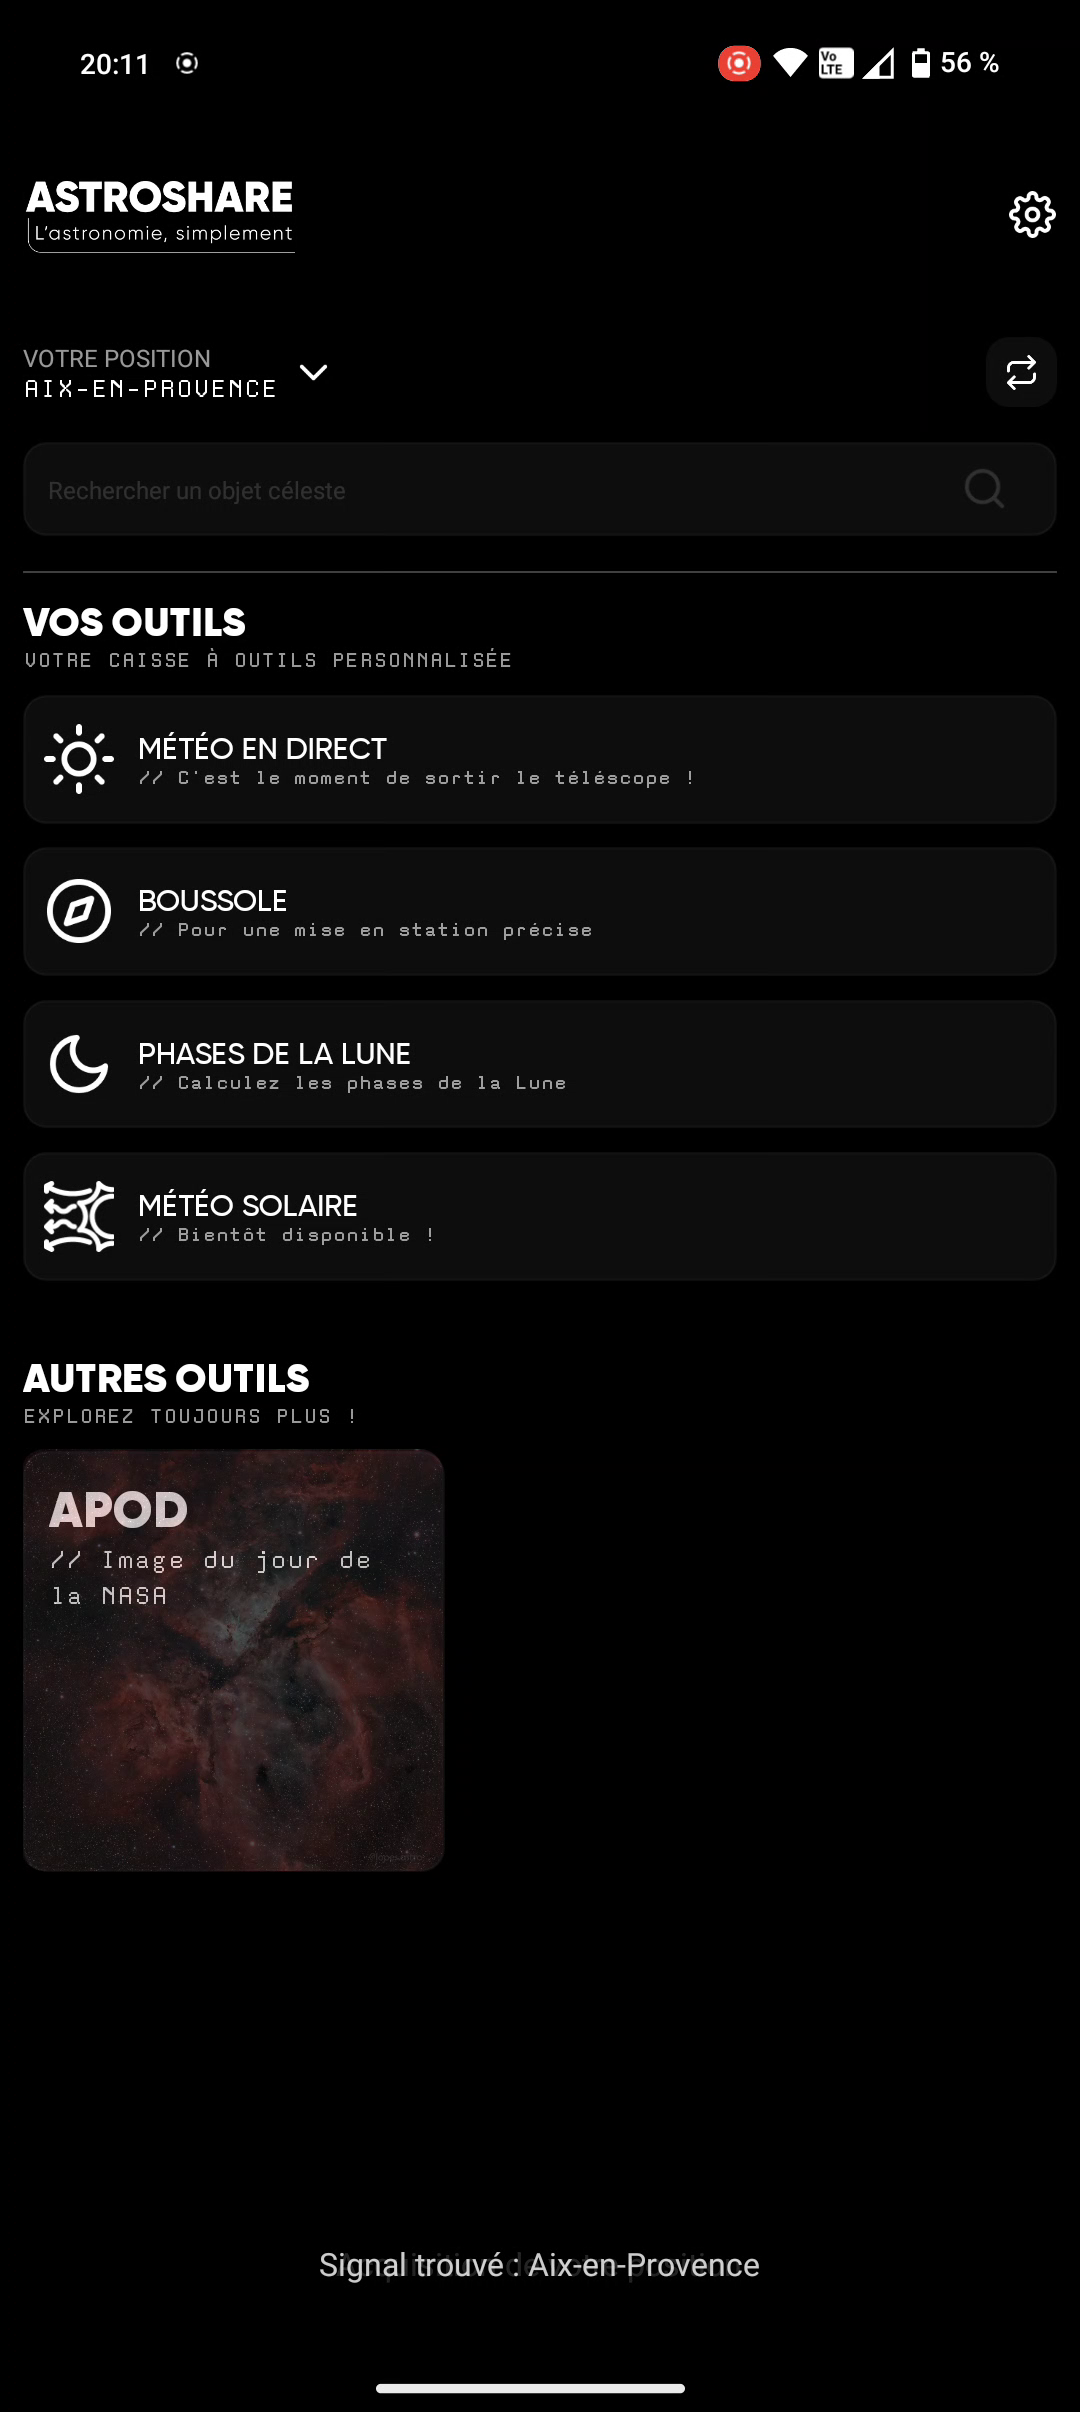 20:11
Vo LTE
56 %
ASTROSHARE
L'astronomie, simplement
VOTRE POSITION
AIX-EN-PROVENCE
Rechercher un objet céleste
VOS OUTILS
VOTRE CAISSE À OUTILS PERSONNALISÉE
MÉTÉO EN DIRECT
// C'est le moment de sortir le téléscope !
BOUSSOLE
// Pour une mise en station précise
PHASES DE LA LUNE
// Calculez les phases de la Lune
MÉTÉO SOLAIRE
// Bientôt disponible !
AUTRES OUTILS
EXPLOREZ TOUJOURS PLUS !
APOD
// Image du jour de
la NASA
Signal trouvé : Aix-en-Provence